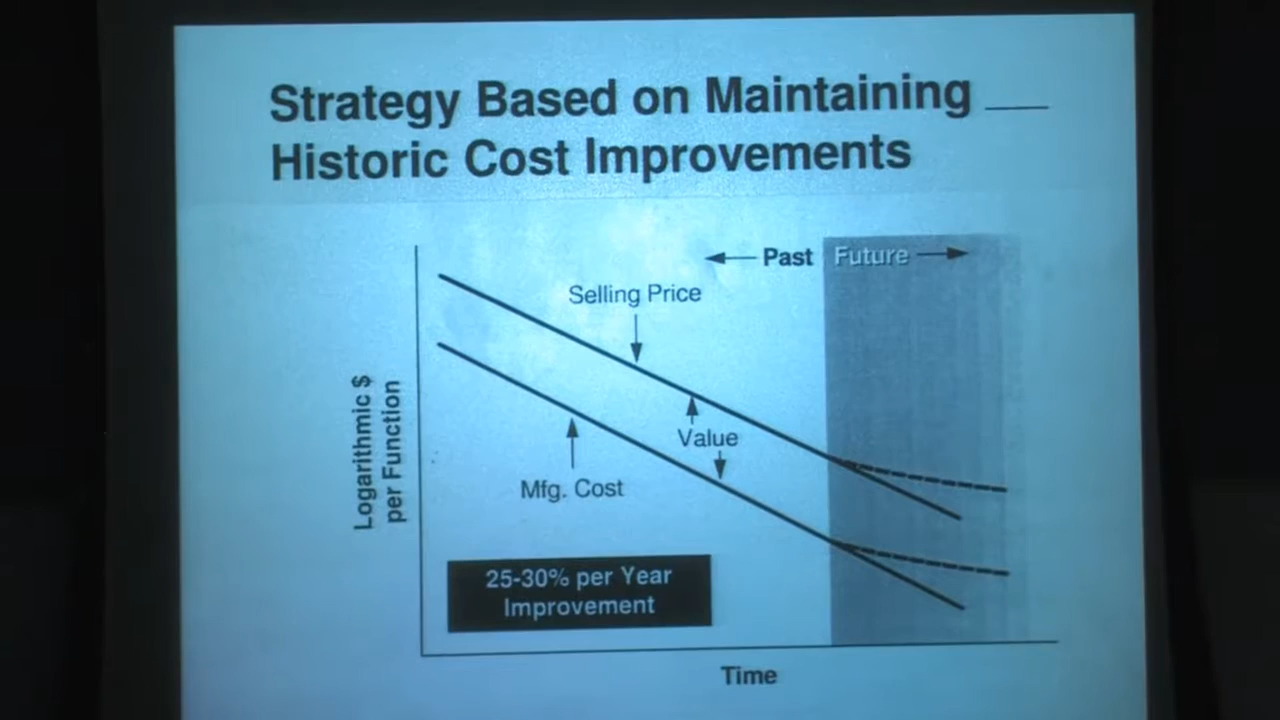 Strategy Based on Maintaining
Historic Cost Improvements
Past Future
Selling Price
Logarithmic $
per Function
Value
Mfg. Cost
25-30% per Year
Improvement
Time